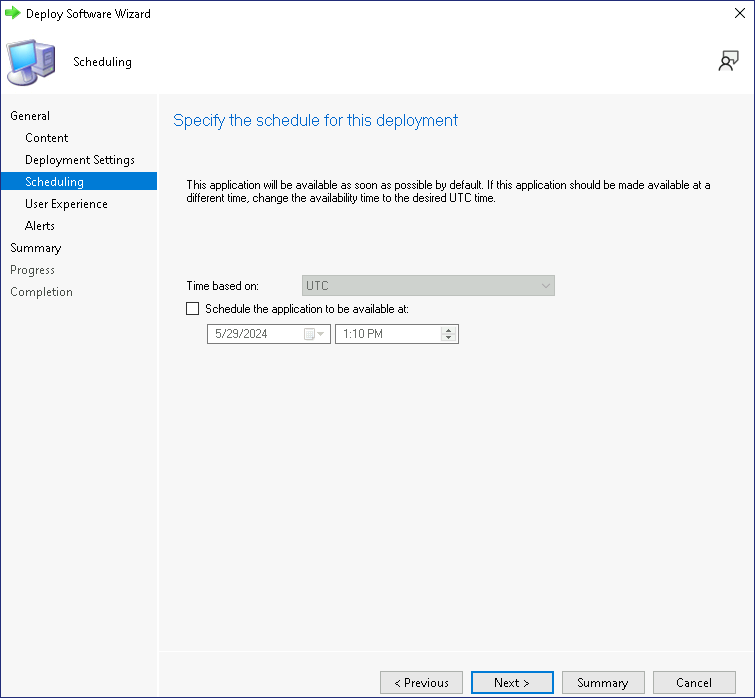 Deploy Software Wizard
Scheduling
General
Content
Deployment Settings
Scheduling
User Experience
Alerts
Summary
Progress
Completion
Specify the schedule for this deployment
This application will be available as soon as possible by default. If this application should be made available at a
different time, change the availability time to the desired UTC time.
Time based on: UTC
Schedule the application to be available at:
5/29/2024 1:10 PM
< Previous Next > Summary Cancel